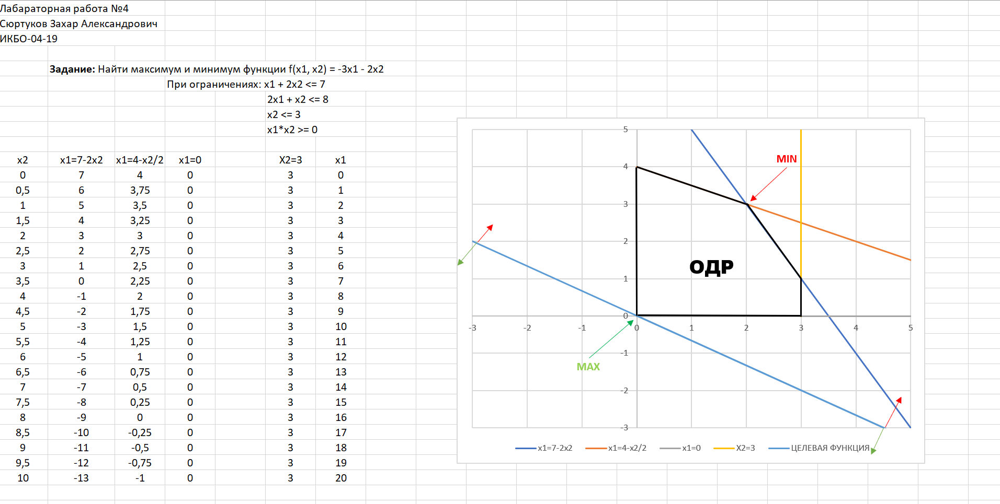 Лабараторная работа №4
Сюртуков Захар Александрович
ИКБО-04-19
Задание: Найти максимум и минимум функции f(x1, x2) = -3x1 - 2x2
При ограничениях: x1 + 2x2 <= 7
2x1 + x2 <= 8
x2 <= 3
x1*x2 >= 0
x2 x1=7-2x2 x1=4-x2/2 x1=0 X2=3 x1
0 7 4 0 3 0
0,5 6 3,75 0 3 1
1 5 3,5 0 3 2
1,5 4 3,25 0 3 3
2 3 3 0 3 4
2,5 2 2,75 0 3 5
3 1 2,5 0 3 6
3,5 0 2,25 0 3 7
4 -1 2 0 3 8
4,5 -2 1,75 0 3 9
5 -3 1,5 0 3 10
5,5 -4 1,25 0 3 11
6 -5 1 0 3 12
6,5 -6 0,75 0 3 13
7 -7 0,5 0 3 14
7,5 -8 0,25 0 3 15
8 -9 0 0 3 16
8,5 -10 -0,25 0 3 17
9 -11 -0,5 0 3 18
9,5 -12 -0,75 0 3 19
10 -13 -1 0 3 20
5
MIN
4
3
2
ОДР
1
0
-3 -2 -1 0 1 2 3 4 5
-1
MAX
-2
-3
x1=7-2x2 x1=4-x2/2 x1=0 X2=3 ЦЕЛЕВАЯ ФУНКЦИЯ